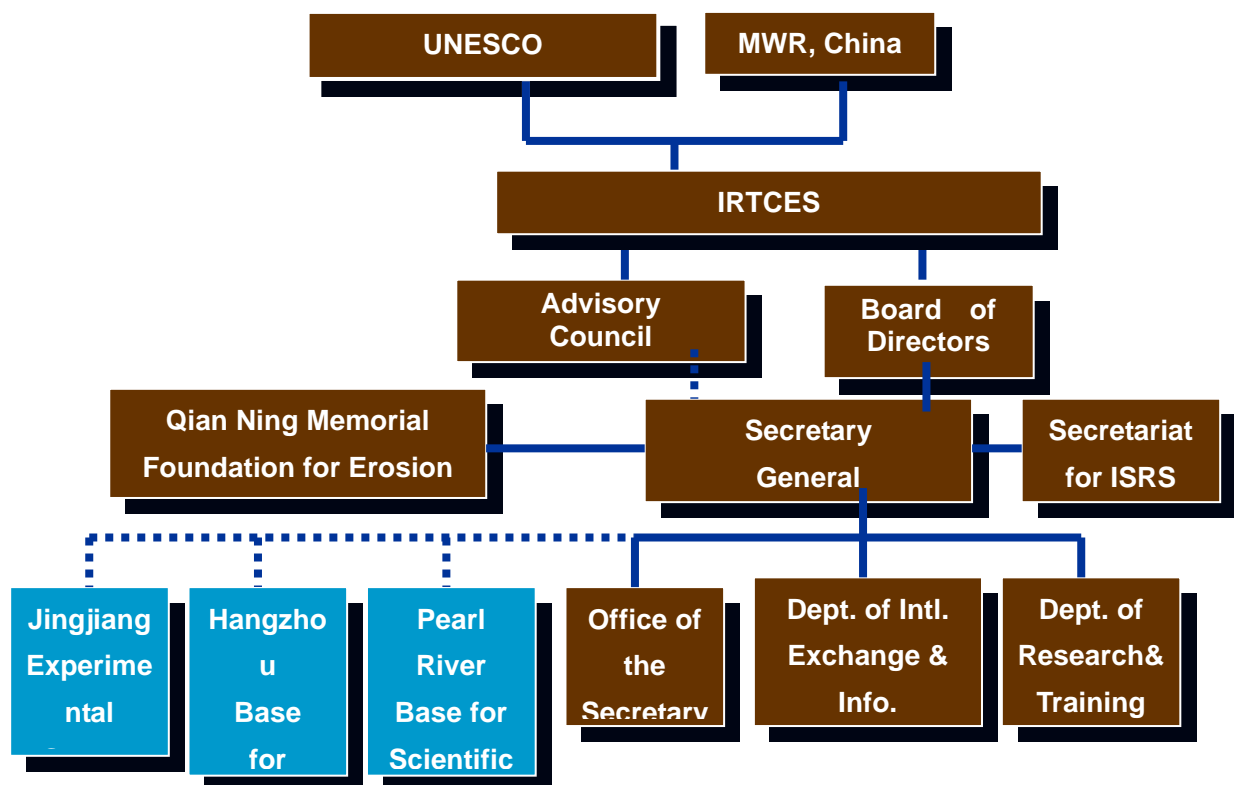 UNESCO
MWR, China
IRTCES
Advisory
Council
Board of
Directors
Qian Ning Memorial
Foundation for Erosion
Secretary
General
Secretariat
for ISRS
Jingjiang
Experime
ntal
Hangzho
u
Base
for
Pearl
River
Base for
Scientific
Office of
the
Secretary
Dept. of Intl.
Exchange &
Info.
Dept. of
Research&
Training